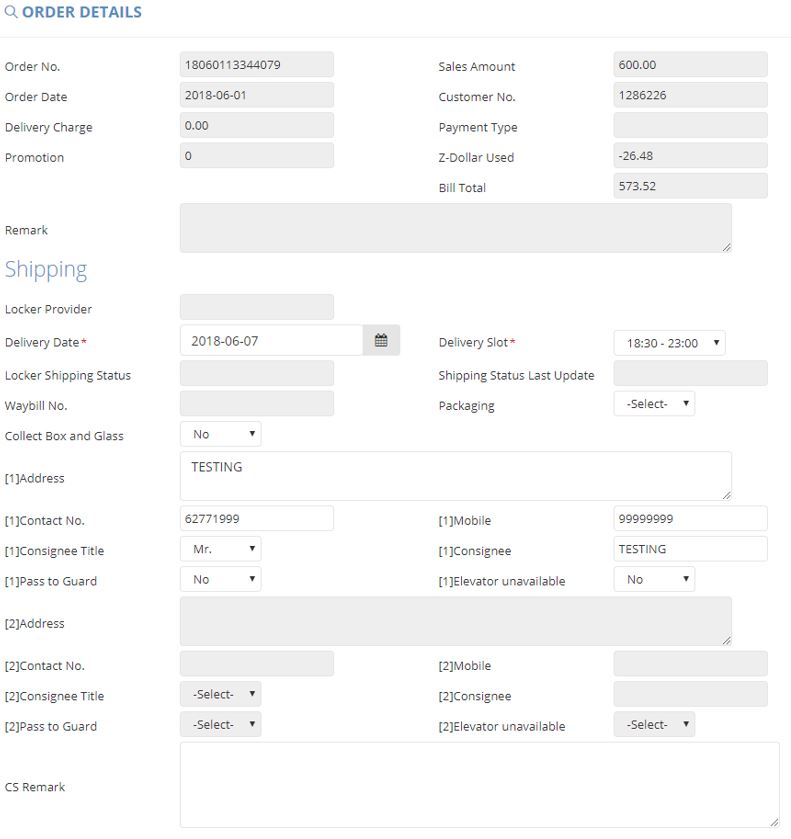 ORDER DETAILS
Order No. 18060113344079 Sales Amount 600.00
Order Date 2018-06-01 Customer No. 1286226
Delivery Charge 0.00 Payment Type
Promotion 0 Z-Dollar Used -26.48
Bill Total 573.52
Remark
Shipping
Locker Provider
Delivery Date* 2018-06-07 Delivery Slot* 18:30 - 23:00
Locker Shipping Status Shipping Status Last Update
Waybill No. Packaging -Select-
Collect Box and Glass No
[1]Address TESTING
[1]Contact No. 62771999 [1]Mobile 99999999
[1]Consignee Title Mr. [1]Consignee TESTING
[1]Pass to Guard No [1]Elevator unavailable No
[2]Address
[2]Contact No. [2]Mobile
[2]Consignee Title -Select- [2]Consignee
[2]Pass to Guard -Select- [2]Elevator unavailable -Select-
CS Remark